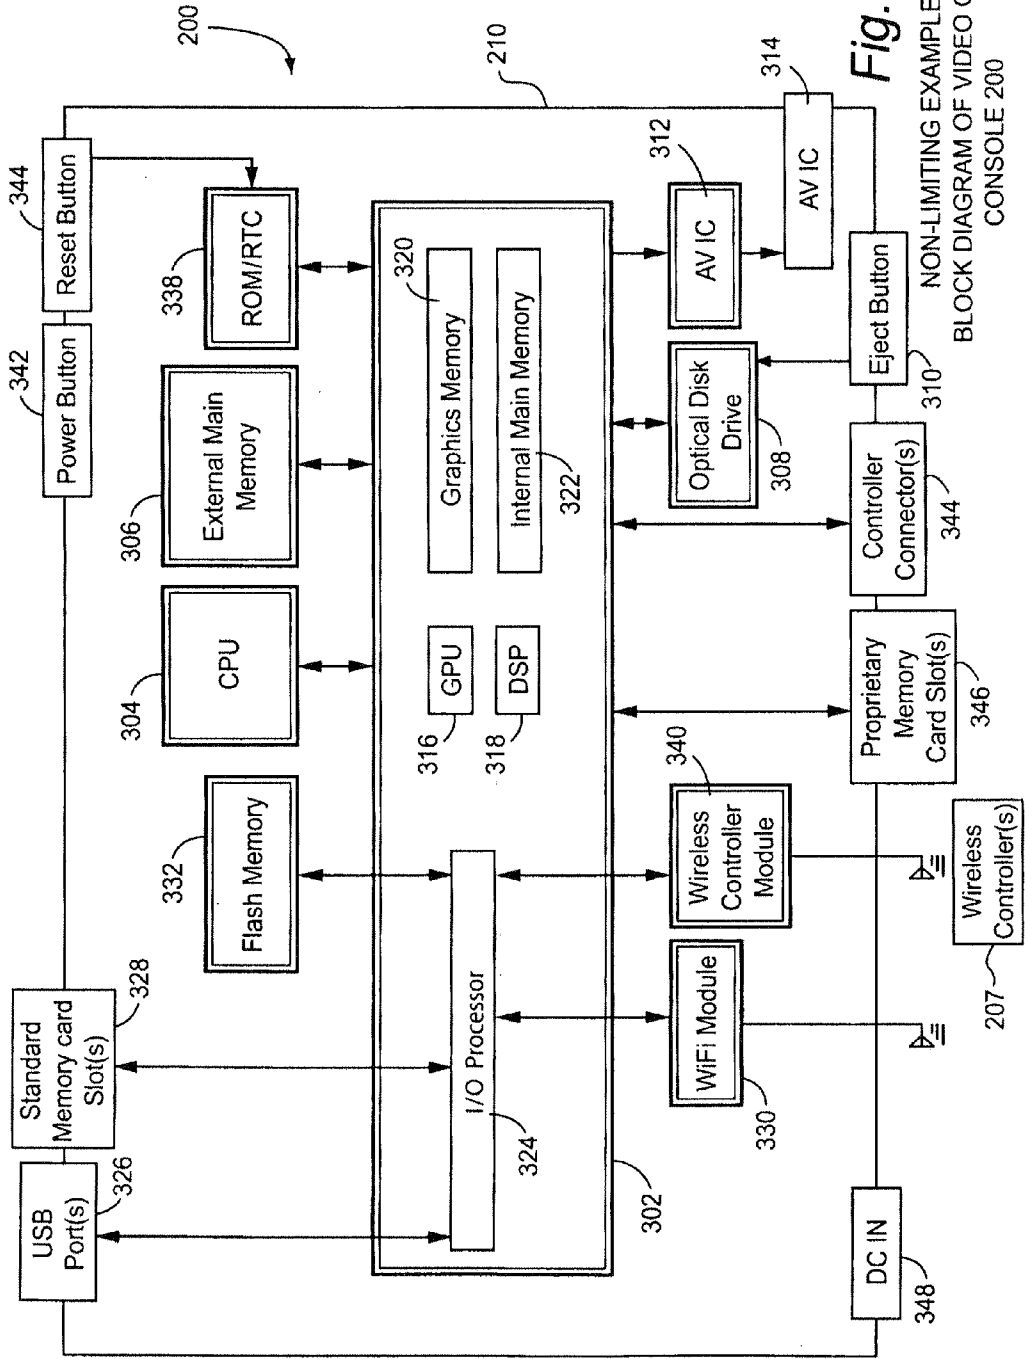 200
344
Reset Button
342
Power Button
210
328
Standard
Memory card
Slot(s)
326
USB
Port(s)
338
ROM/RTC
306
External Main
Memory
304
CPU
332
Flash Memory
320
Graphics Memory
Internal Main Memory
322
GPU
316
DSP
318
I/O Processor
324
302
312
AV IC
314
AV IC
Optical Disk
Drive
308
340
Wireless
Controller
Module
WiFi Module
330
Eject Button
310
Controller
Connector(s)
344
Proprietary
Memory
Card Slot(s)
346
Wireless
Controller(s)
207
DC IN
348
Fig.
NON-LIMITING EXAMPLE
BLOCK DIAGRAM OF VIDEO
CONSOLE 200